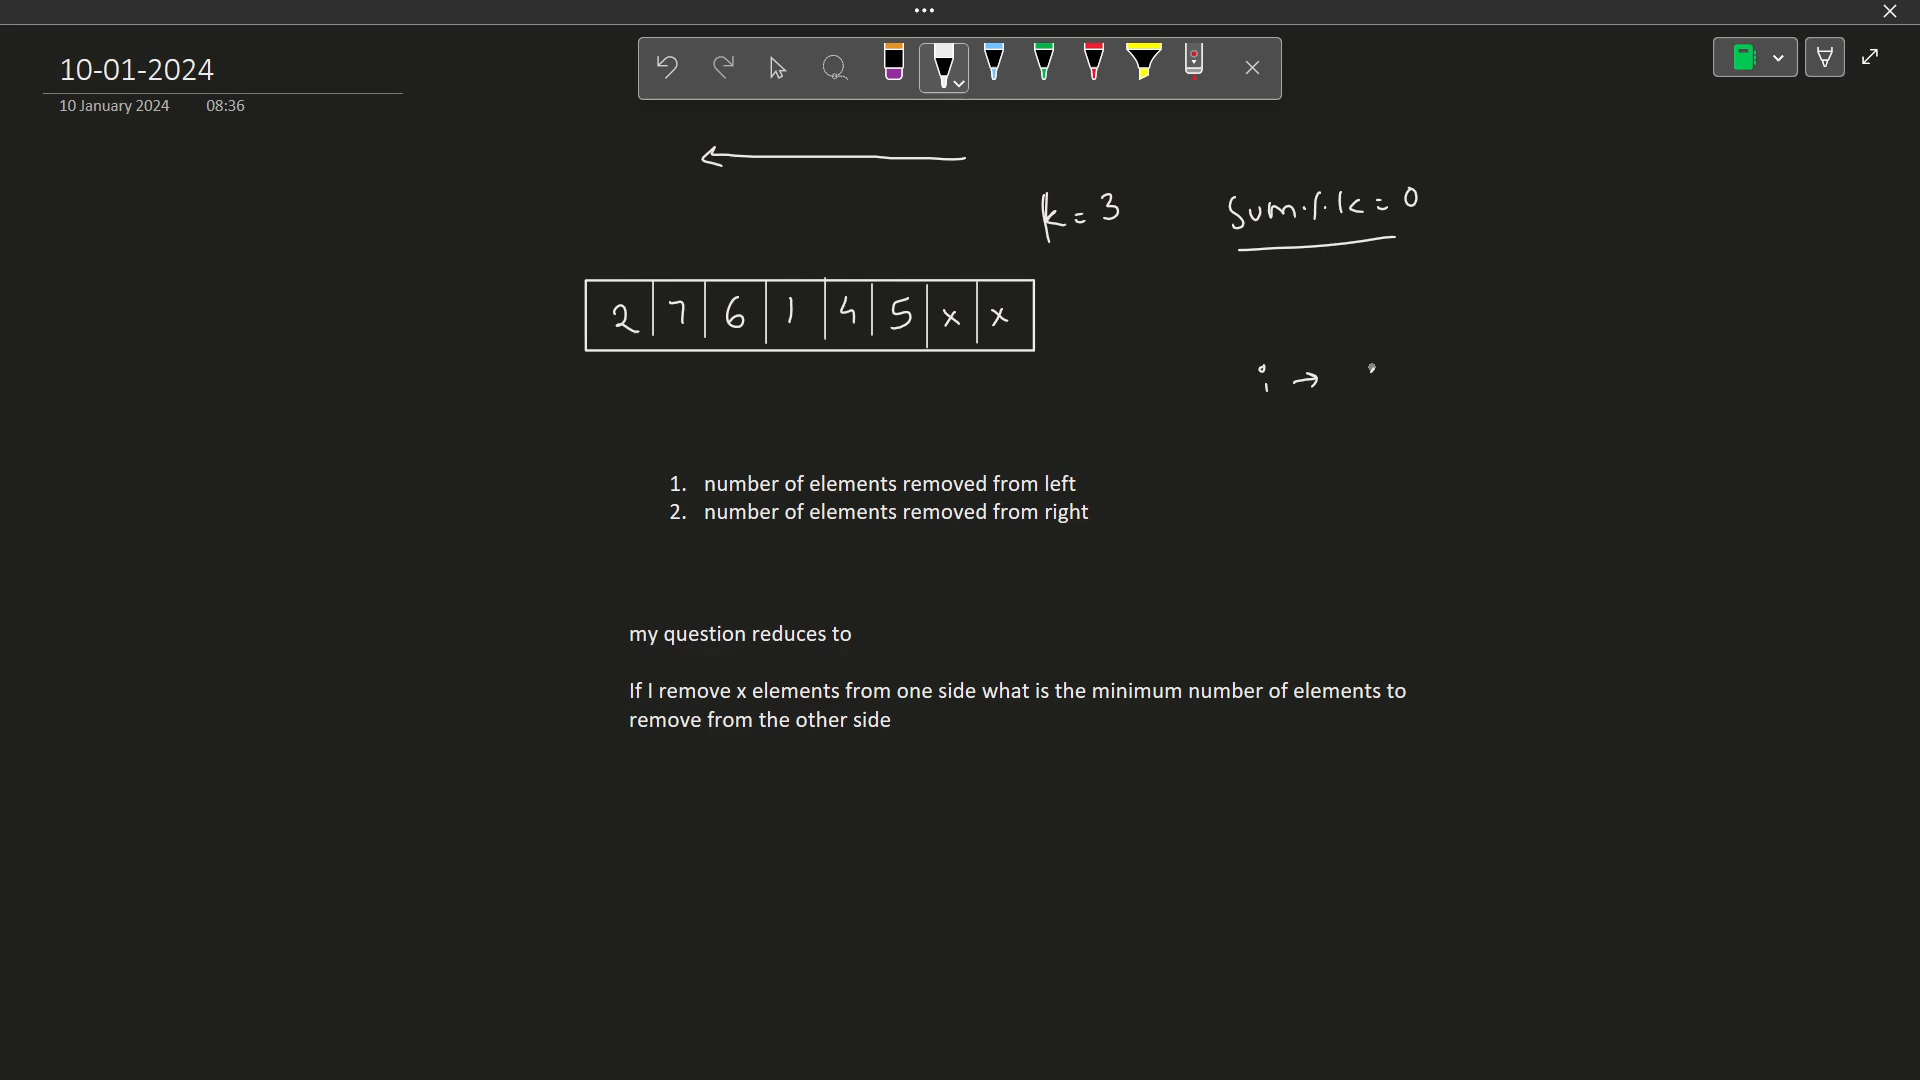 10-01-2024
10 January 2024 08:36
k = 3
Sum % k = 0
2 7 6 1 4 5 x x
i →
1. number of elements removed from left
2. number of elements removed from right
my question reduces to
If I remove x elements from one side what is the minimum number of elements to
remove from the other side